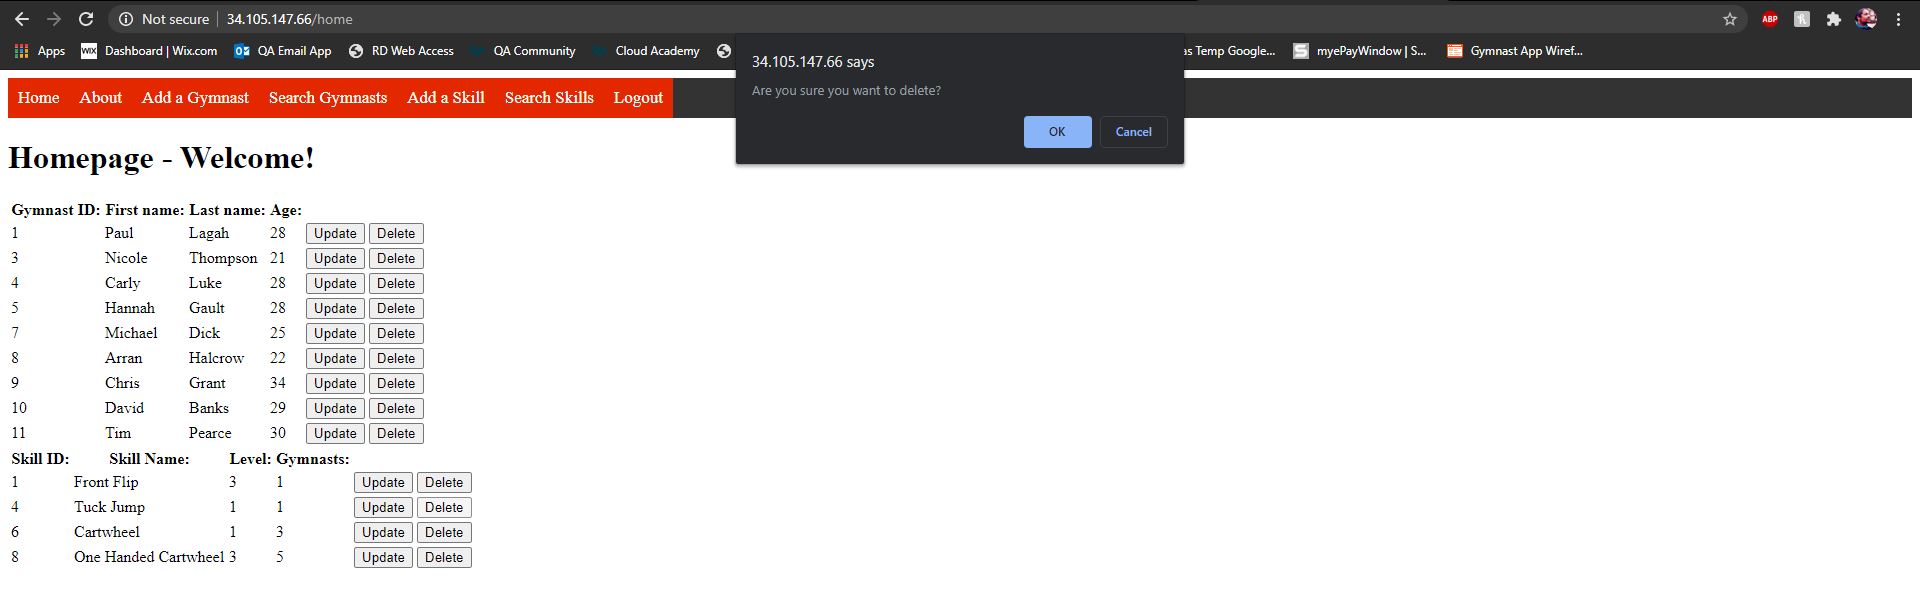 Not secure | 34.105.147.66/home
ABP
Apps WIX Dashboard | Wix.com QA Email App RD Web Access QA Community Cloud Academy as Temp Google... S myePayWindow | S... Gymnast App Wiref...
34.105.147.66 says
Are you sure you want to delete?
OK Cancel
Home About Add a Gymnast Search Gymnasts Add a Skill Search Skills Logout
Homepage - Welcome!
Gymnast ID: First name: Last name: Age:
1 Paul Lagah 28 Update Delete
3 Nicole Thompson 21 Update Delete
4 Carly Luke 28 Update Delete
5 Hannah Gault 28 Update Delete
7 Michael Dick 25 Update Delete
8 Arran Halcrow 22 Update Delete
9 Chris Grant 34 Update Delete
10 David Banks 29 Update Delete
11 Tim Pearce 30 Update Delete
Skill ID: Skill Name: Level: Gymnasts:
1 Front Flip 3 1 Update Delete
4 Tuck Jump 1 1 Update Delete
6 Cartwheel 1 3 Update Delete
8 One Handed Cartwheel 3 5 Update Delete